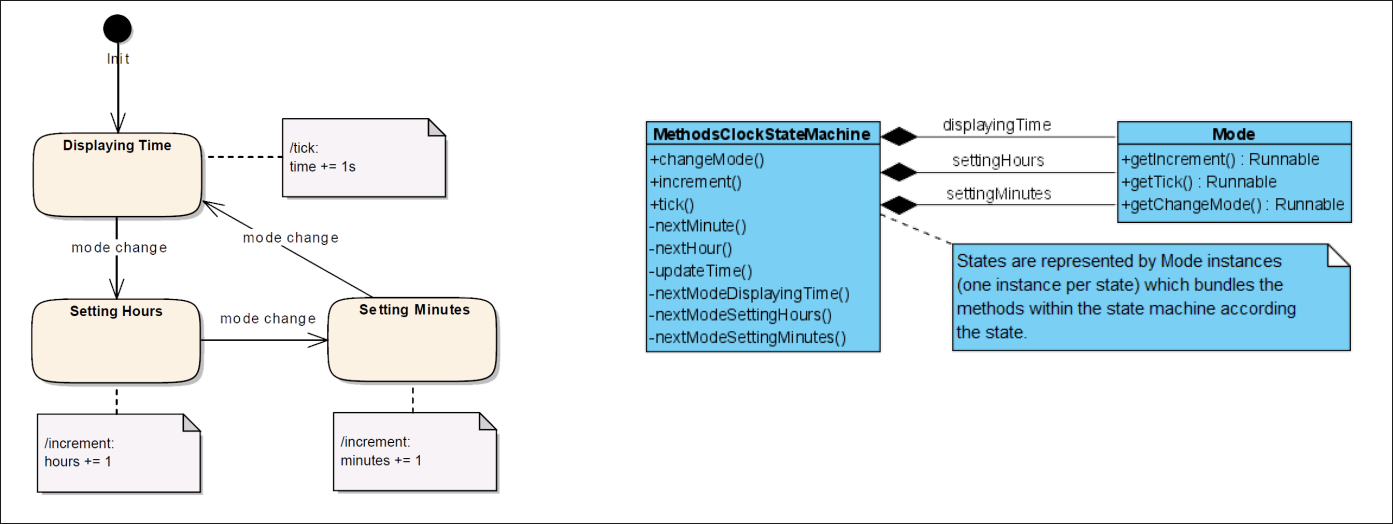 Init
Displaying Time
/tick:
time += 1s
mode change
mode change
Setting Hours
mode change
Setting Minutes
/increment:
hours += 1
/increment:
minutes += 1
MethodsClockStateMachine
+changeMode()
+increment()
+tick()
-nextMinute()
-nextHour()
-updateTime()
-nextModeDisplayingTime()
-nextModeSettingHours()
-nextModeSettingMinutes()
displayingTime
settingHours
settingMinutes
Mode
+getIncrement() : Runnable
+getTick() : Runnable
+getChangeMode() : Runnable
States are represented by Mode instances
(one instance per state) which bundles the
methods within the state machine according
the state.